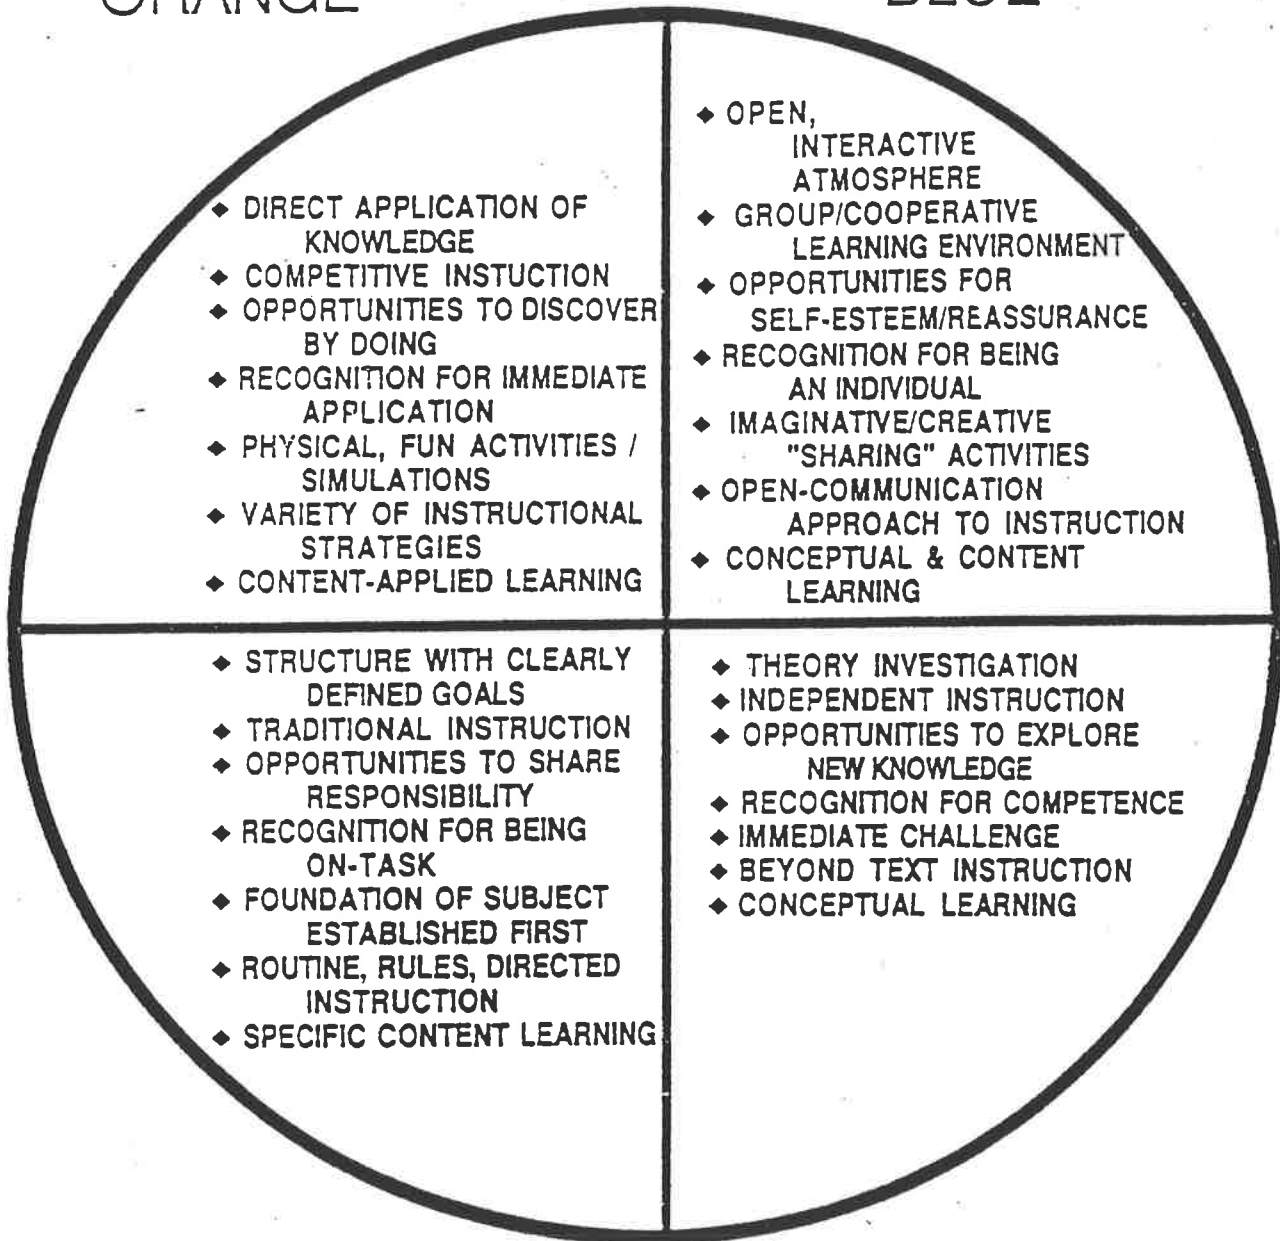 ORANGE
BLUE
◆ DIRECT APPLICATION OF
KNOWLEDGE
◆ COMPETITIVE INSTUCTION
◆ OPPORTUNITIES TO DISCOVER
BY DOING
◆ RECOGNITION FOR IMMEDIATE
APPLICATION
◆ PHYSICAL, FUN ACTIVITIES /
SIMULATIONS
◆ VARIETY OF INSTRUCTIONAL
STRATEGIES
◆ CONTENT-APPLIED LEARNING
◆ OPEN,
INTERACTIVE
ATMOSPHERE
◆ GROUP/COOPERATIVE
LEARNING ENVIRONMENT
◆ OPPORTUNITIES FOR
SELF-ESTEEM/REASSURANCE
◆ RECOGNITION FOR BEING
AN INDIVIDUAL
◆ IMAGINATIVE/CREATIVE
"SHARING" ACTIVITIES
◆ OPEN-COMMUNICATION
APPROACH TO INSTRUCTION
◆ CONCEPTUAL & CONTENT
LEARNING
◆ STRUCTURE WITH CLEARLY
DEFINED GOALS
◆ TRADITIONAL INSTRUCTION
◆ OPPORTUNITIES TO SHARE
RESPONSIBILITY
◆ RECOGNITION FOR BEING
ON-TASK
◆ FOUNDATION OF SUBJECT
ESTABLISHED FIRST
◆ ROUTINE, RULES, DIRECTED
INSTRUCTION
◆ SPECIFIC CONTENT LEARNING
◆ THEORY INVESTIGATION
◆ INDEPENDENT INSTRUCTION
◆ OPPORTUNITIES TO EXPLORE
NEW KNOWLEDGE
◆ RECOGNITION FOR COMPETENCE
◆ IMMEDIATE CHALLENGE
◆ BEYOND TEXT INSTRUCTION
◆ CONCEPTUAL LEARNING